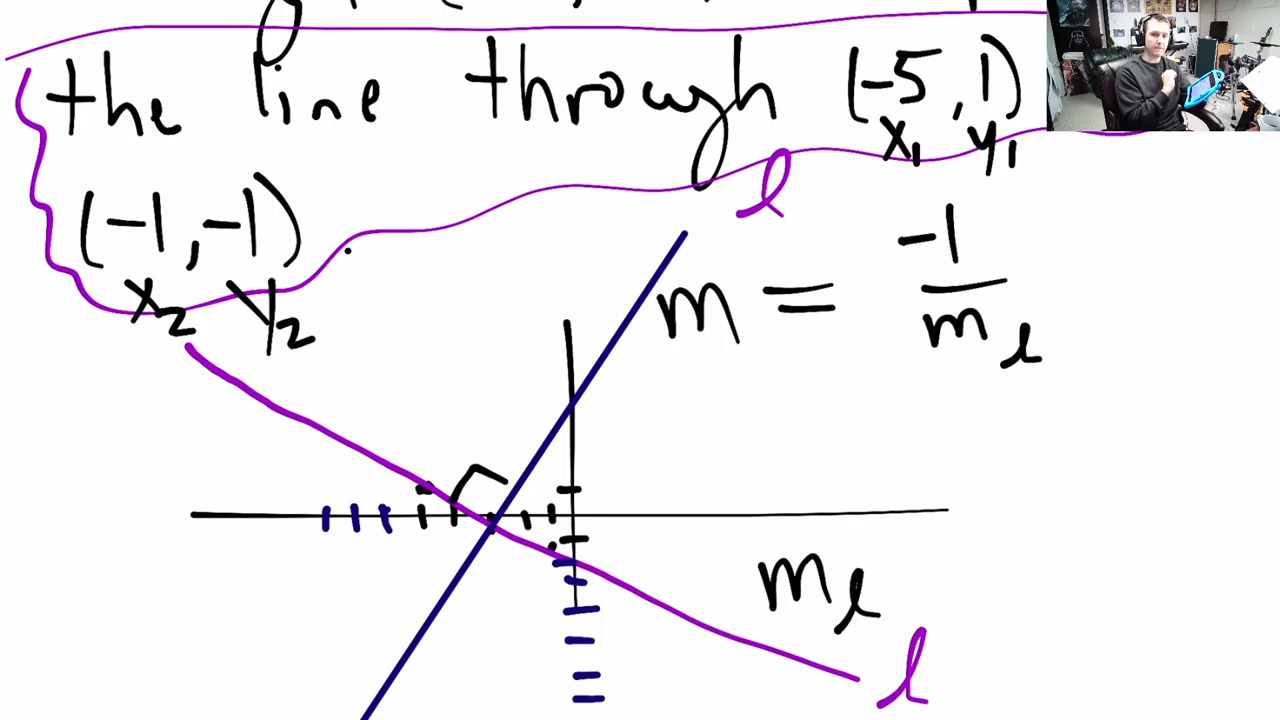 the line through (-5, 1)
x₁ y₁
(-1, -1).
x₂ y₂
l
m = -1/mₗ
mₗ
l